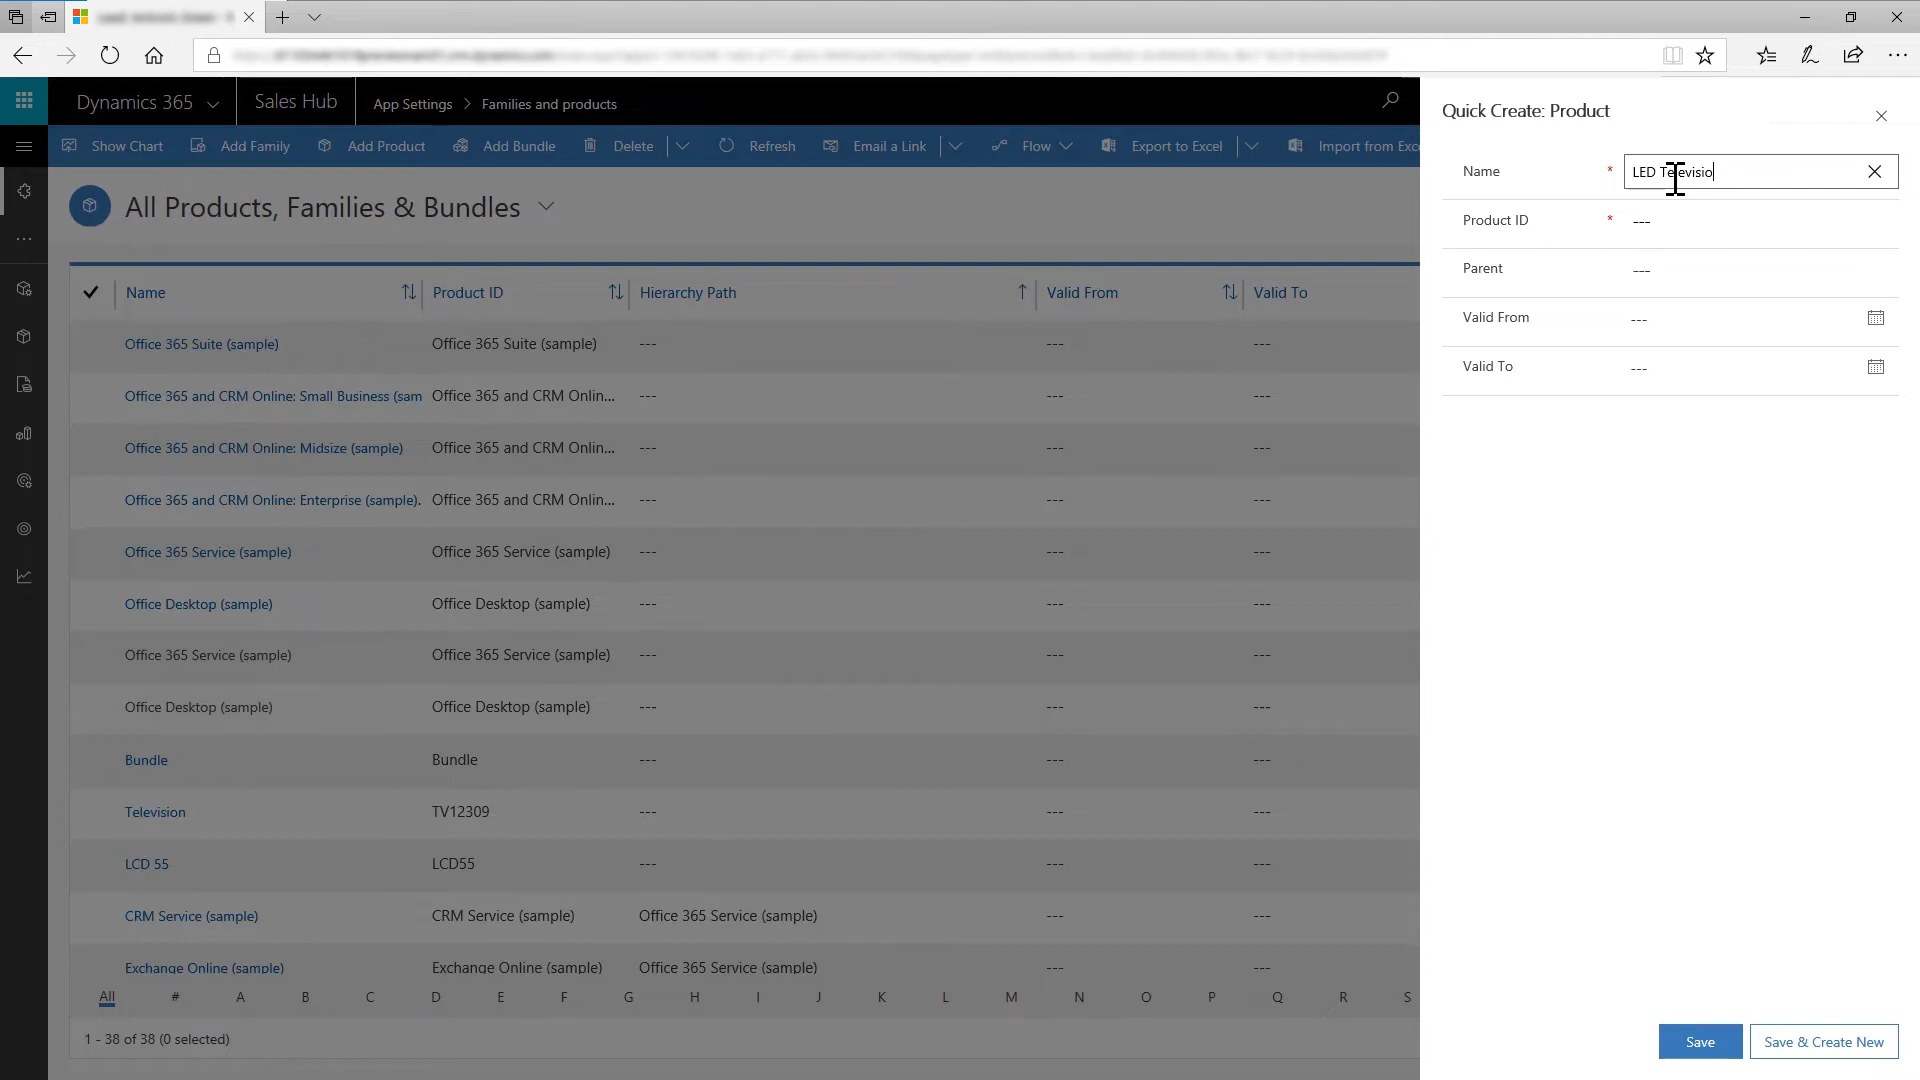 Dynamics 365
Sales Hub
App Settings > Families and products
Show Chart
Add Family
Add Product
Add Bundle
Delete
Refresh
Email a Link
Flow
Export to Excel
Import from Exc
All Products, Families & Bundles
Name Product ID Hierarchy Path Valid From Valid To
Office 365 Suite (sample) Office 365 Suite (sample) --- --- ---
Office 365 and CRM Online: Small Business (sam Office 365 and CRM Onlin... --- --- ---
Office 365 and CRM Online: Midsize (sample) Office 365 and CRM Onlin... --- --- ---
Office 365 and CRM Online: Enterprise (sample). Office 365 and CRM Onlin... --- --- ---
Office 365 Service (sample) Office 365 Service (sample) --- --- ---
Office Desktop (sample) Office Desktop (sample) --- --- ---
Office 365 Service (sample) Office 365 Service (sample) --- --- ---
Office Desktop (sample) Office Desktop (sample) --- --- ---
Bundle Bundle --- --- ---
Television TV12309 --- --- ---
LCD 55 LCD55 --- --- ---
CRM Service (sample) CRM Service (sample) Office 365 Service (sample) --- ---
Exchange Online (sample) Exchange Online (sample) Office 365 Service (sample) --- ---
All # A B C D E F G H I J K L M N O P Q R S
1 - 38 of 38 (0 selected)
Quick Create: Product
Name * LED Televisio
Product ID * ---
Parent ---
Valid From ---
Valid To ---
Save
Save & Create New